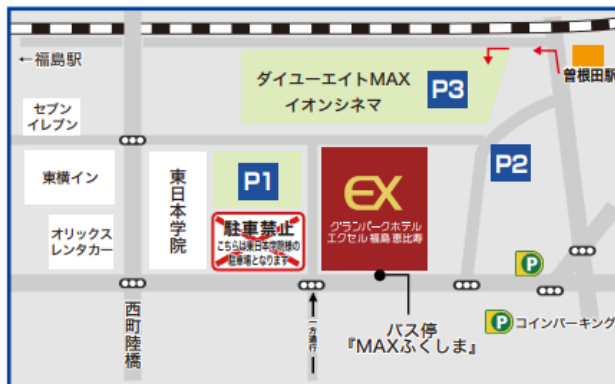 ←福島駅
曽根田駅
ダイユーエイトMAX
イオンシネマ
P3
セブン
イレブン
東横イン
オリックス
レンタカー
東日本学院
P1
駐車禁止
こちらは東日本学院様の
駐車場となります
EX
グランパークホテル
エクセル福島恵比寿
P2
P
P コインパーキング
西町陸橋
一方通行
バス停
『MAXふくしま』